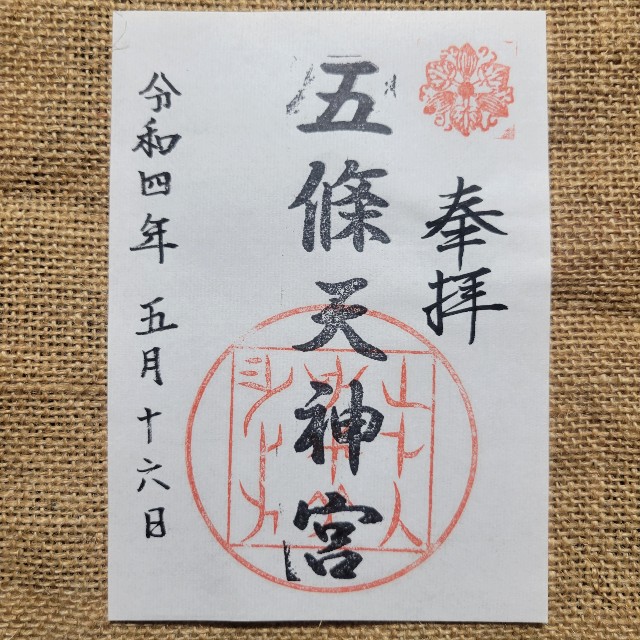 奉拝
五條天神宮
令和四年 五月十六日